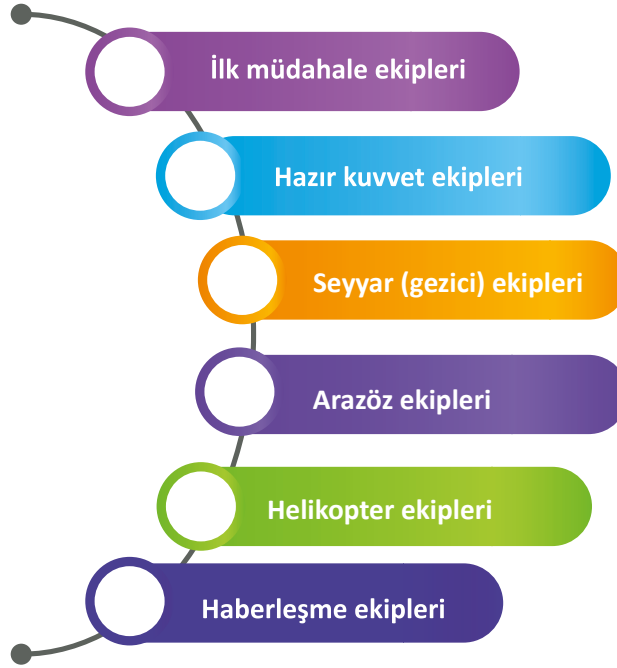 İlk müdahale ekipleri
Hazır kuvvet ekipleri
Seyyar (gezici) ekipleri
Arazöz ekipleri
Helikopter ekipleri
Haberleşme ekipleri